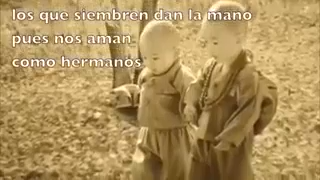 los que siembren dan la mano
pues nos aman
como hermanos